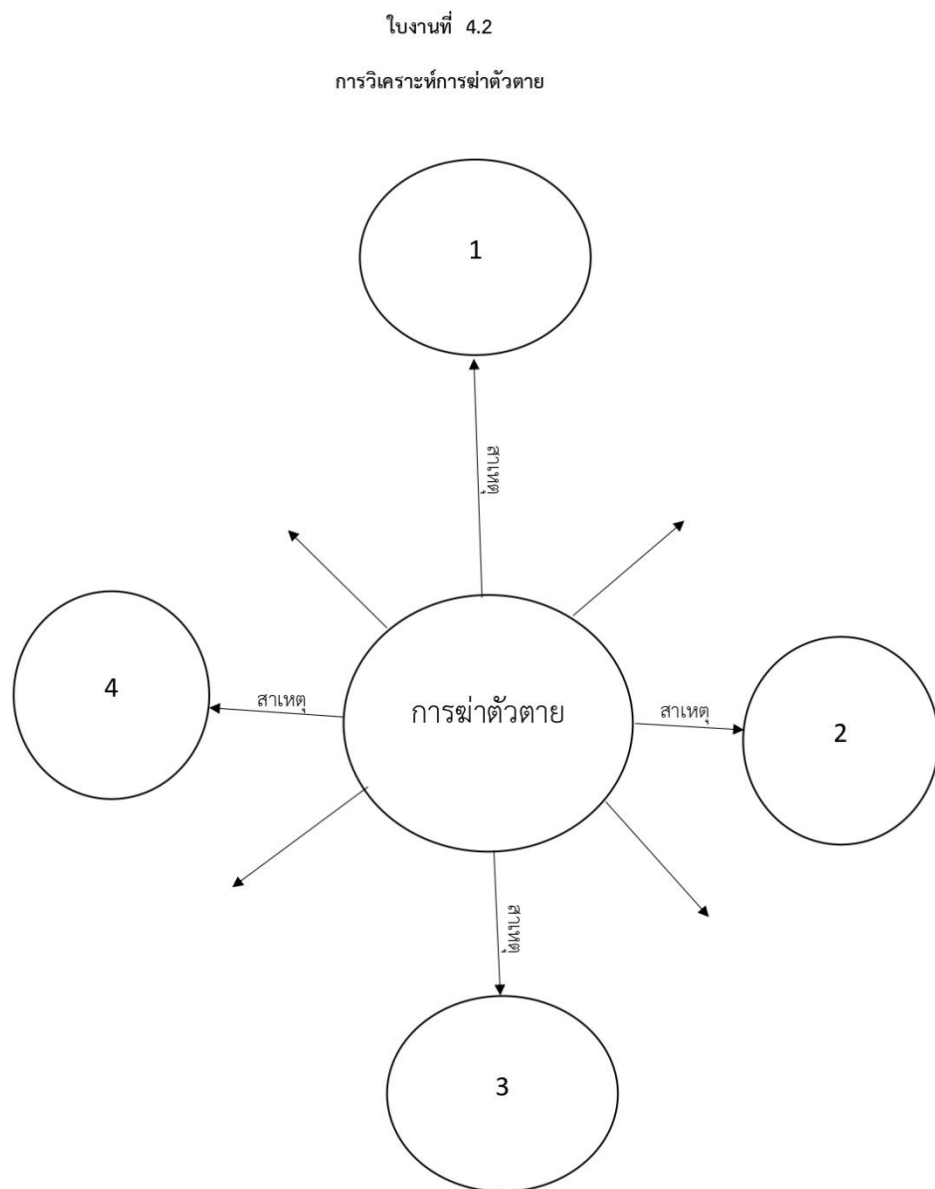 ใบงานที่ 4.2
การวิเคราะห์การฆ่าตัวตาย
1
สาเหตุ
4
สาเหตุ
การฆ่าตัวตาย
สาเหตุ
2
สาเหตุ
3